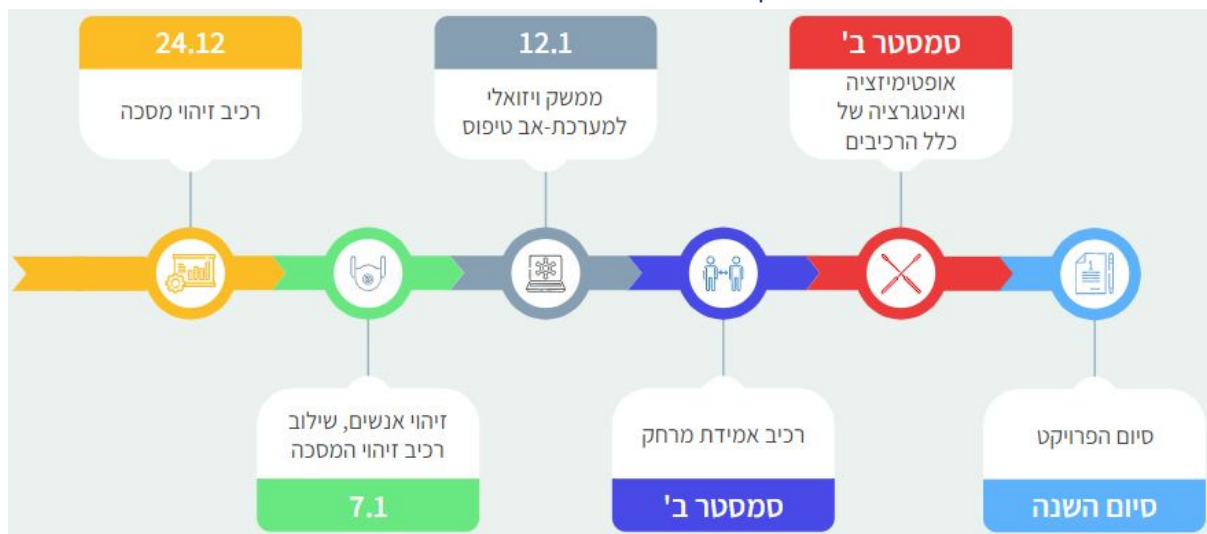 24.12
רכיב זיהוי מסכה
זיהוי אנשים, שילוב
רכיב זיהוי המסכה
7.1
12.1
ממשק ויזואלי
למערכת-אב טיפוס
רכיב אמידת מרחק
סמסטר ב'
סמסטר ב'
אופטימיזציה
ואינטגרציה של
כלל הרכיבים
סיום הפרויקט
סיום השנה